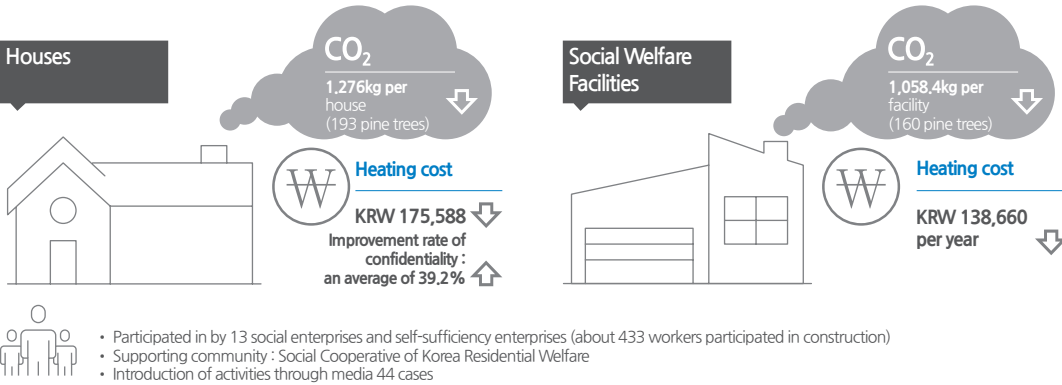 Houses
CO₂
1,276kg per
house
(193 pine trees)
Heating cost
KRW 175,588
Improvement rate of
confidentiality :
an average of 39.2%
Social Welfare
Facilities
CO₂
1,058.4kg per
facility
(160 pine trees)
Heating cost
KRW 138,660
per year
• Participated in by 13 social enterprises and self-sufficiency enterprises (about 433 workers participated in construction)
• Supporting community : Social Cooperative of Korea Residential Welfare
• Introduction of activities through media 44 cases